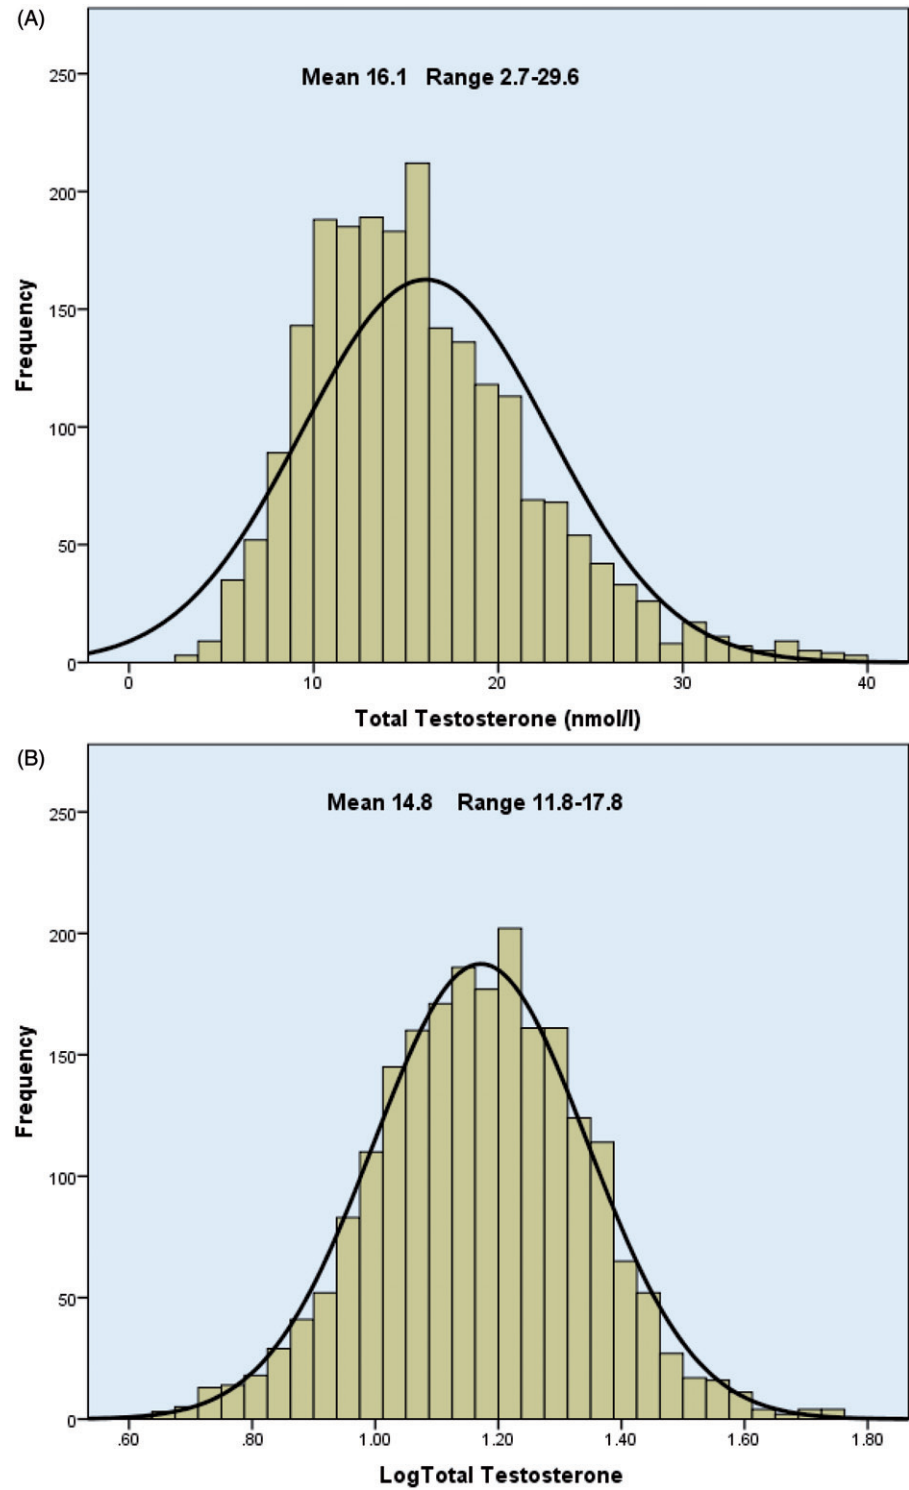 (A)
Mean 16.1 Range 2.7-29.6
250
200
150
100
50
0
Frequency
0 10 20 30 40
Total Testosterone (nmol/l)
(B)
Mean 14.8 Range 11.8-17.8
250
200
150
100
50
0
Frequency
.60 .80 1.00 1.20 1.40 1.60 1.80
LogTotal Testosterone